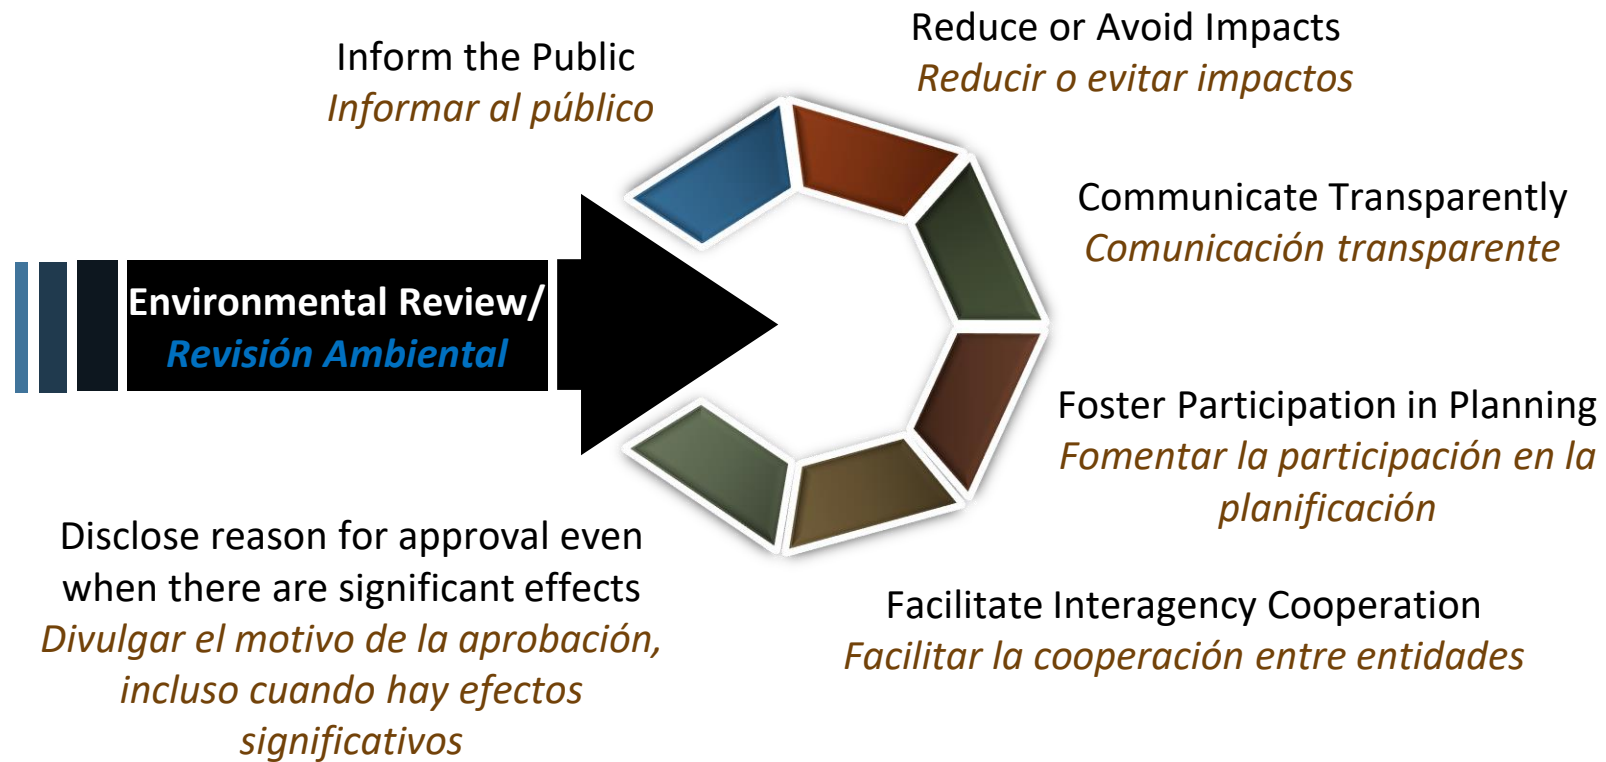 Inform the Public
Informar al público
Reduce or Avoid Impacts
Reducir o evitar impactos
Communicate Transparently
Comunicación transparente
Environmental Review/
Revisión Ambiental
Foster Participation in Planning
Fomentar la participación en la
planificación
Facilitate Interagency Cooperation
Facilitar la cooperación entre entidades
Disclose reason for approval even
when there are significant effects
Divulgar el motivo de la aprobación,
incluso cuando hay efectos
significativos